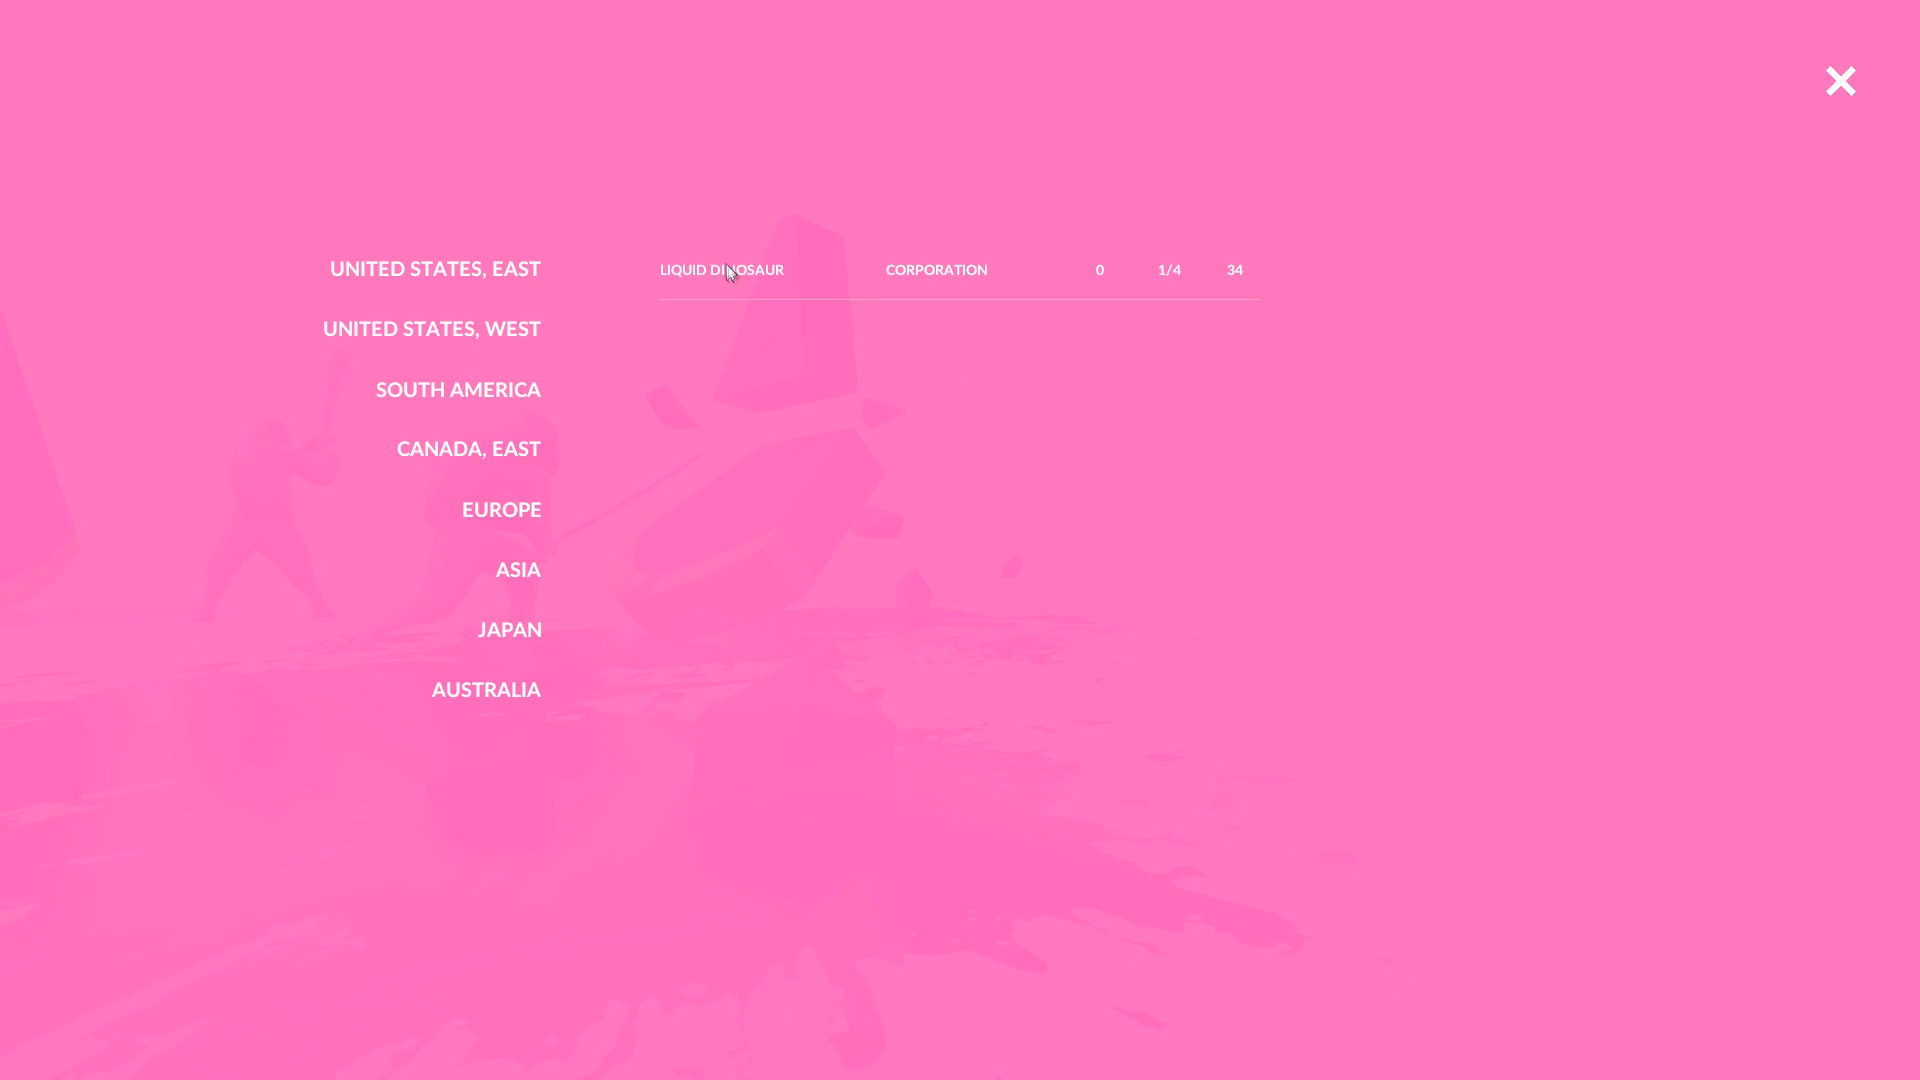 UNITED STATES, EAST
LIQUID DINOSAUR CORPORATION 0 1/4 34
UNITED STATES, WEST
SOUTH AMERICA
CANADA, EAST
EUROPE
ASIA
JAPAN
AUSTRALIA